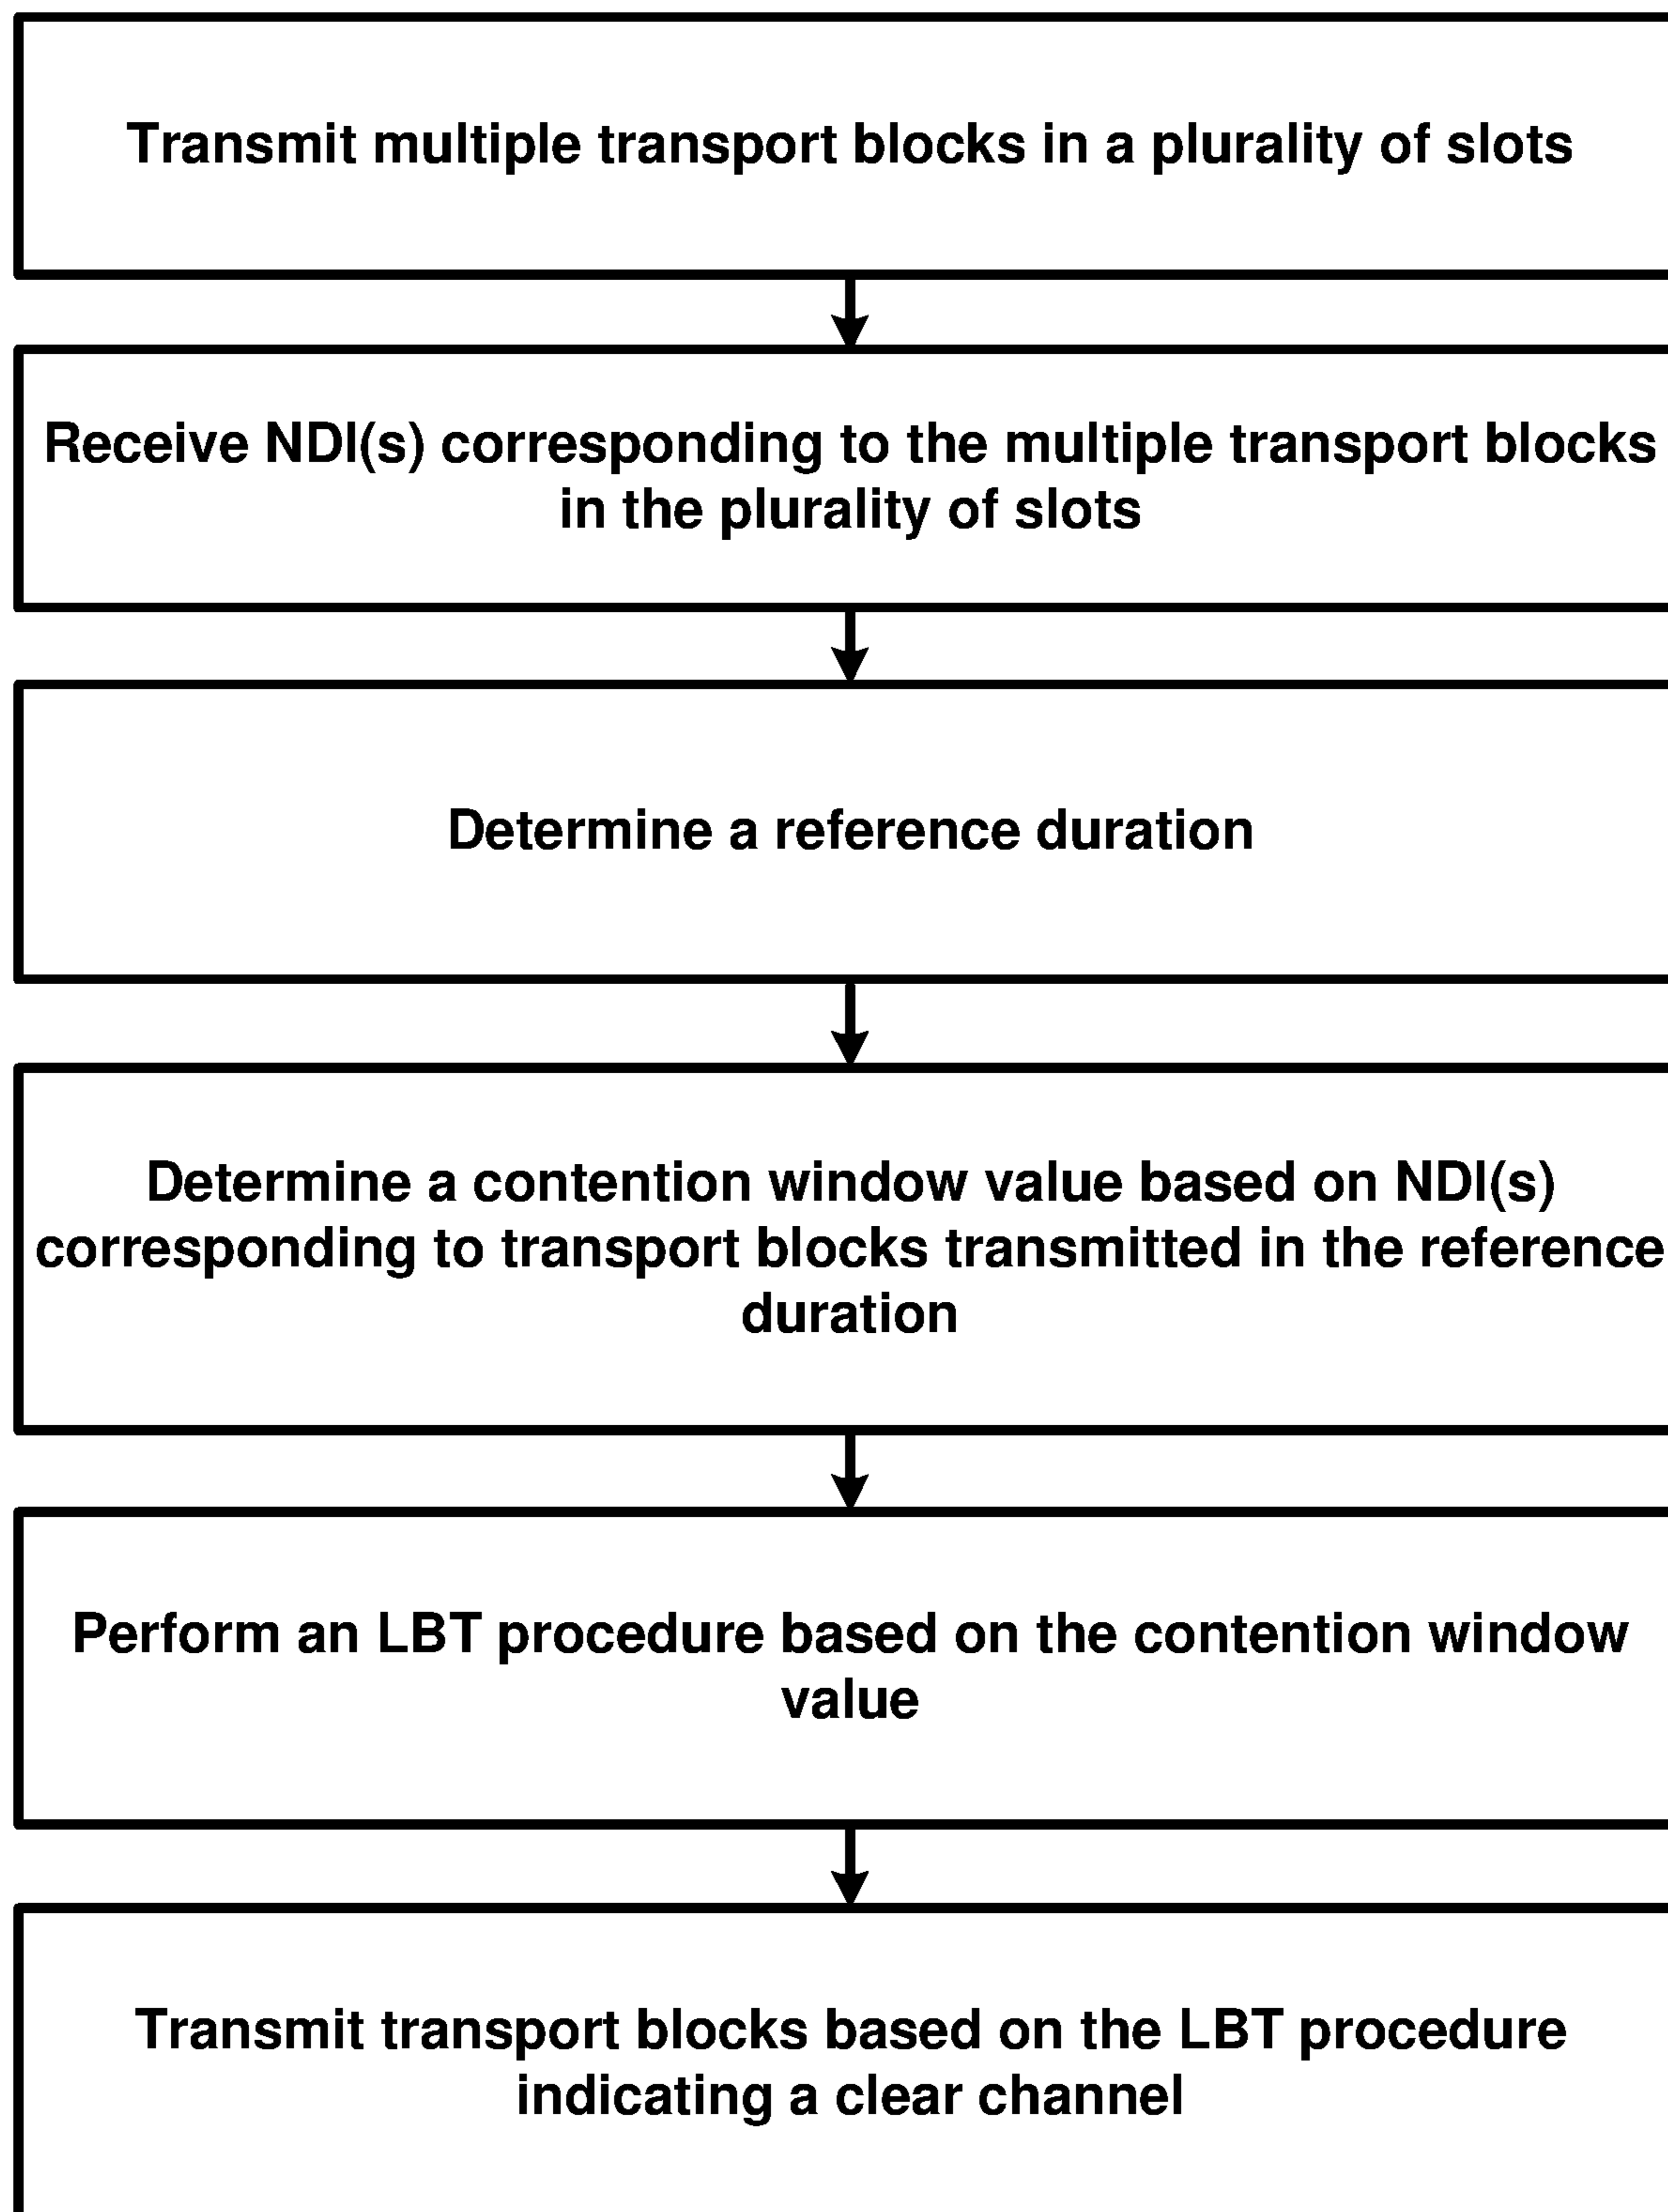 Transmit multiple transport blocks in a plurality of slots
Receive NDI(s) corresponding to the multiple transport blocks
in the plurality of slots
Determine a reference duration
Determine a contention window value based on NDI(s)
corresponding to transport blocks transmitted in the reference
duration
Perform an LBT procedure based on the contention window
value
Transmit transport blocks based on the LBT procedure
indicating a clear channel